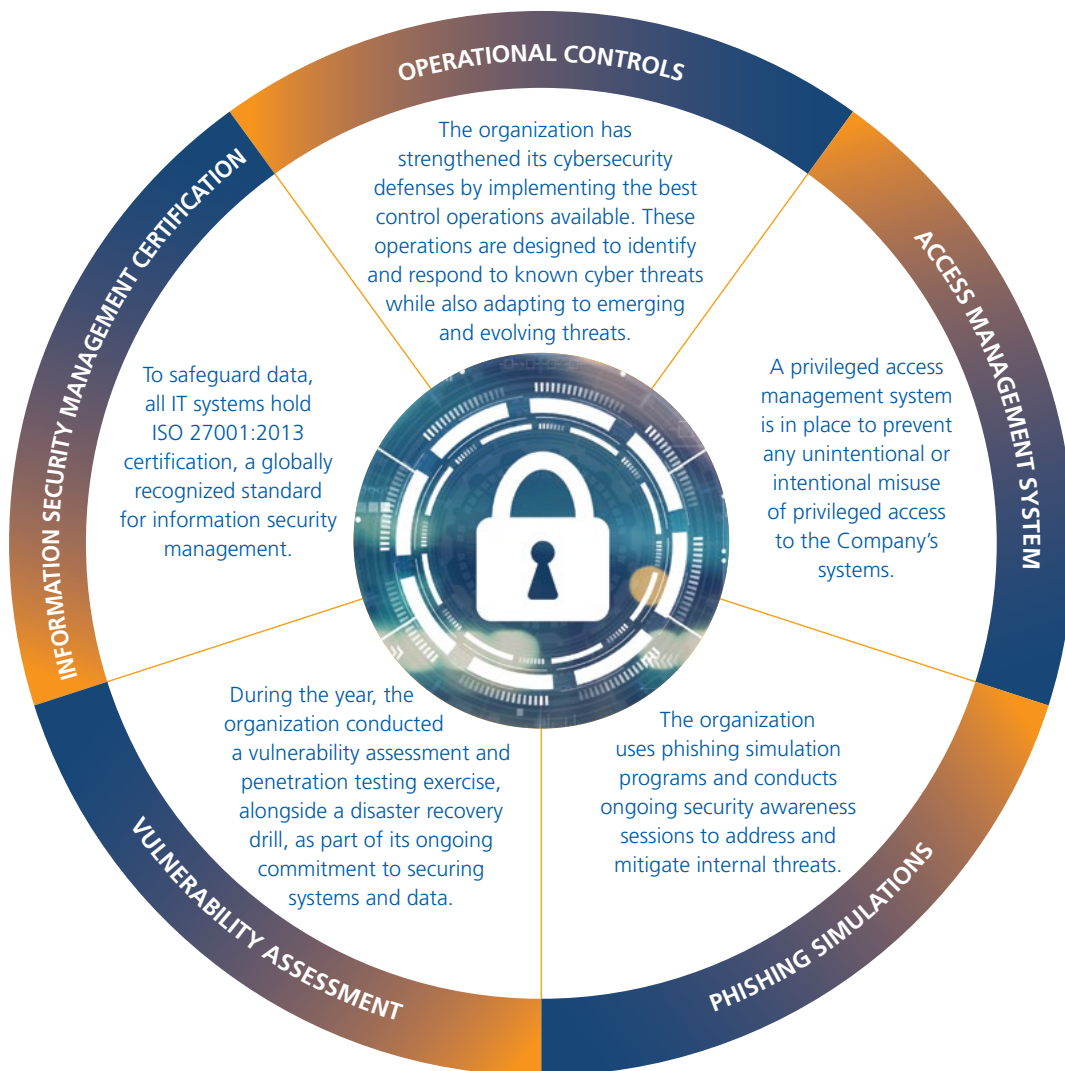 OPERATIONAL CONTROLS
The organization has
strengthened its cybersecurity
defenses by implementing the best
control operations available. These
operations are designed to identify
and respond to known cyber threats
while also adapting to emerging
and evolving threats.
ACCESS MANAGEMENT SYSTEM
A privileged access
management system
is in place to prevent
any unintentional or
intentional misuse
of privileged access
to the Company’s
systems.
PHISHING SIMULATIONS
The organization
uses phishing simulation
programs and conducts
ongoing security awareness
sessions to address and
mitigate internal threats.
VULNERABILITY ASSESSMENT
During the year, the
organization conducted
a vulnerability assessment and
penetration testing exercise,
alongside a disaster recovery
drill, as part of its ongoing
commitment to securing
systems and data.
INFORMATION SECURITY MANAGEMENT CERTIFICATION
To safeguard data,
all IT systems hold
ISO 27001:2013
certification, a globally
recognized standard
for information security
management.